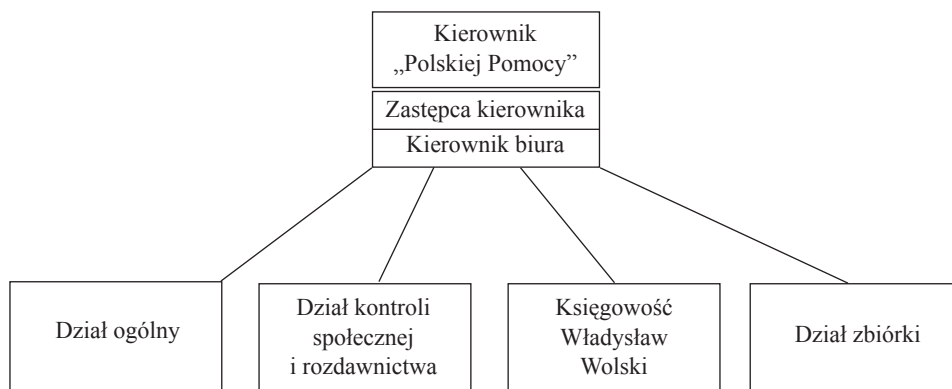 Kierownik
„Polskiej Pomocy”
Zastępca kierownika
Kierownik biura
Dział ogólny
Dział kontroli
społecznej
i rozdawnictwa
Księgowość
Władysław
Wolski
Dział zbiórki